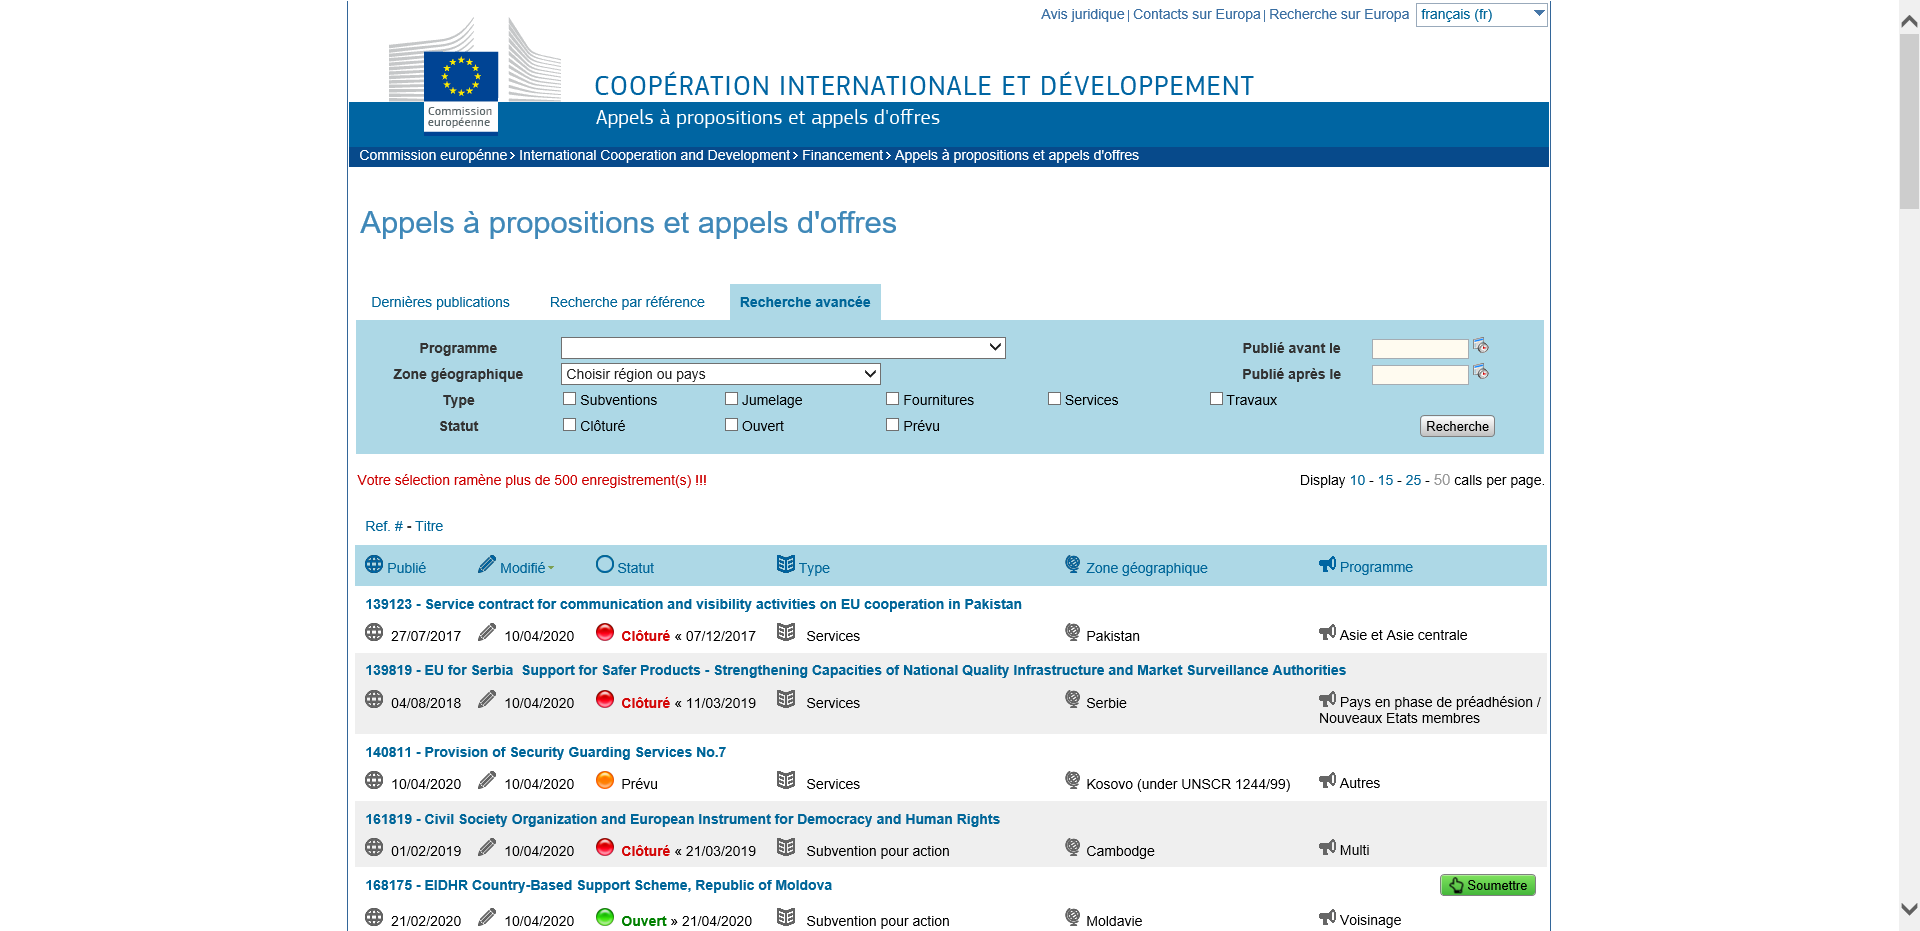 Avis juridique | Contacts sur Europa | Recherche sur Europa français (fr)
COOPÉRATION INTERNATIONALE ET DÉVELOPPEMENT
Commission européenne
Appels à propositions et appels d'offres
Commission europénne > International Cooperation and Development > Financement > Appels à propositions et appels d'offres
Appels à propositions et appels d'offres
Dernières publications Recherche par référence Recherche avancée
Programme Publié avant le
Zone géographique Choisir région ou pays Publié après le
Type Subventions Jumelage Fournitures Services Travaux
Statut Clôturé Ouvert Prévu Recherche
Votre sélection ramène plus de 500 enregistrement(s) !!! Display 10 - 15 - 25 - 50 calls per page.
Ref. # - Titre
Publié Modifié Statut Type Zone géographique Programme
139123 - Service contract for communication and visibility activities on EU cooperation in Pakistan
27/07/2017 10/04/2020 Clôturé « 07/12/2017 Services Pakistan Asie et Asie centrale
139819 - EU for Serbia  Support for Safer Products - Strengthening Capacities of National Quality Infrastructure and Market Surveillance Authorities
04/08/2018 10/04/2020 Clôturé « 11/03/2019 Services Serbie Pays en phase de préadhésion /
Nouveaux Etats membres
140811 - Provision of Security Guarding Services No.7
10/04/2020 10/04/2020 Prévu Services Kosovo (under UNSCR 1244/99) Autres
161819 - Civil Society Organization and European Instrument for Democracy and Human Rights
01/02/2019 10/04/2020 Clôturé « 21/03/2019 Subvention pour action Cambodge Multi
168175 - EIDHR Country-Based Support Scheme, Republic of Moldova Soumettre
21/02/2020 10/04/2020 Ouvert » 21/04/2020 Subvention pour action Moldavie Voisinage